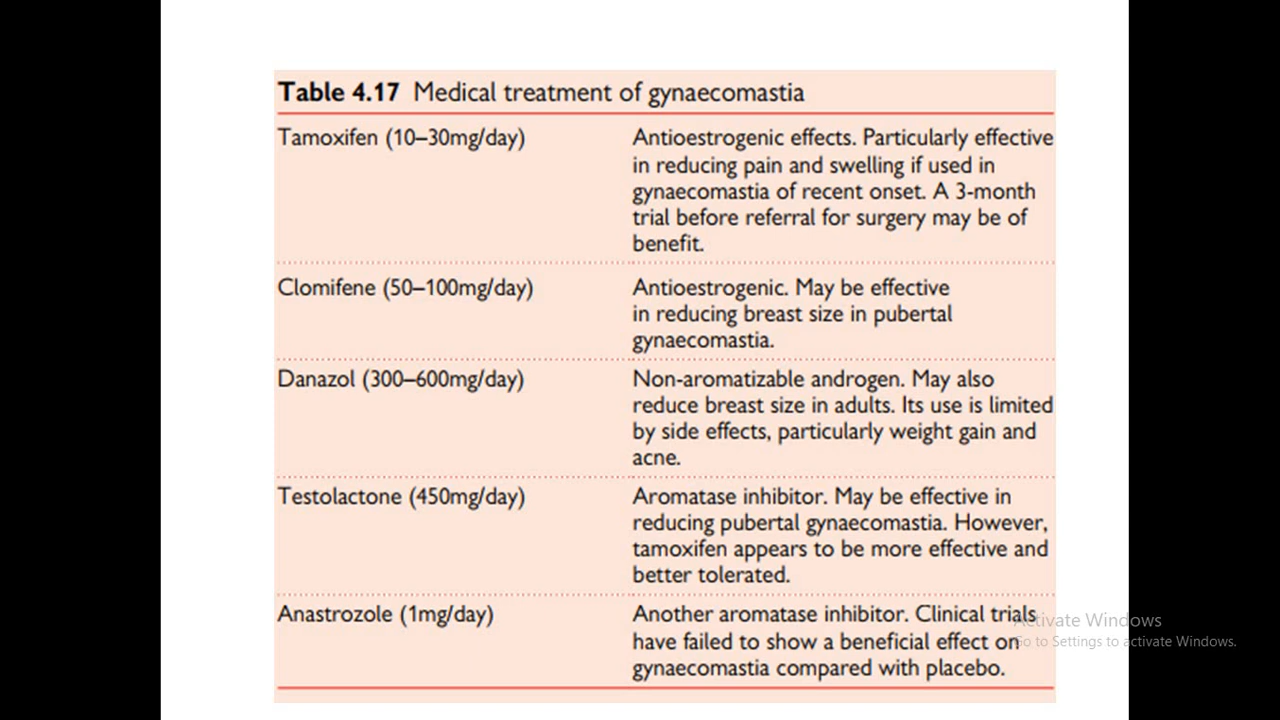 Table 4.17 Medical treatment of gynaecomastia
Tamoxifen (10–30mg/day)
Antioestrogenic effects. Particularly effective
in reducing pain and swelling if used in
gynaecomastia of recent onset. A 3-month
trial before referral for surgery may be of
benefit.
Clomifene (50–100mg/day)
Antioestrogenic. May be effective
in reducing breast size in pubertal
gynaecomastia.
Danazol (300–600mg/day)
Non-aromatizable androgen. May also
reduce breast size in adults. Its use is limited
by side effects, particularly weight gain and
acne.
Testolactone (450mg/day)
Aromatase inhibitor. May be effective in
reducing pubertal gynaecomastia. However,
tamoxifen appears to be more effective and
better tolerated.
Anastrozole (1mg/day)
Another aromatase inhibitor. Clinical trials
have failed to show a beneficial effect on
gynaecomastia compared with placebo.
Activate Windows
Go to Settings to activate Windows.